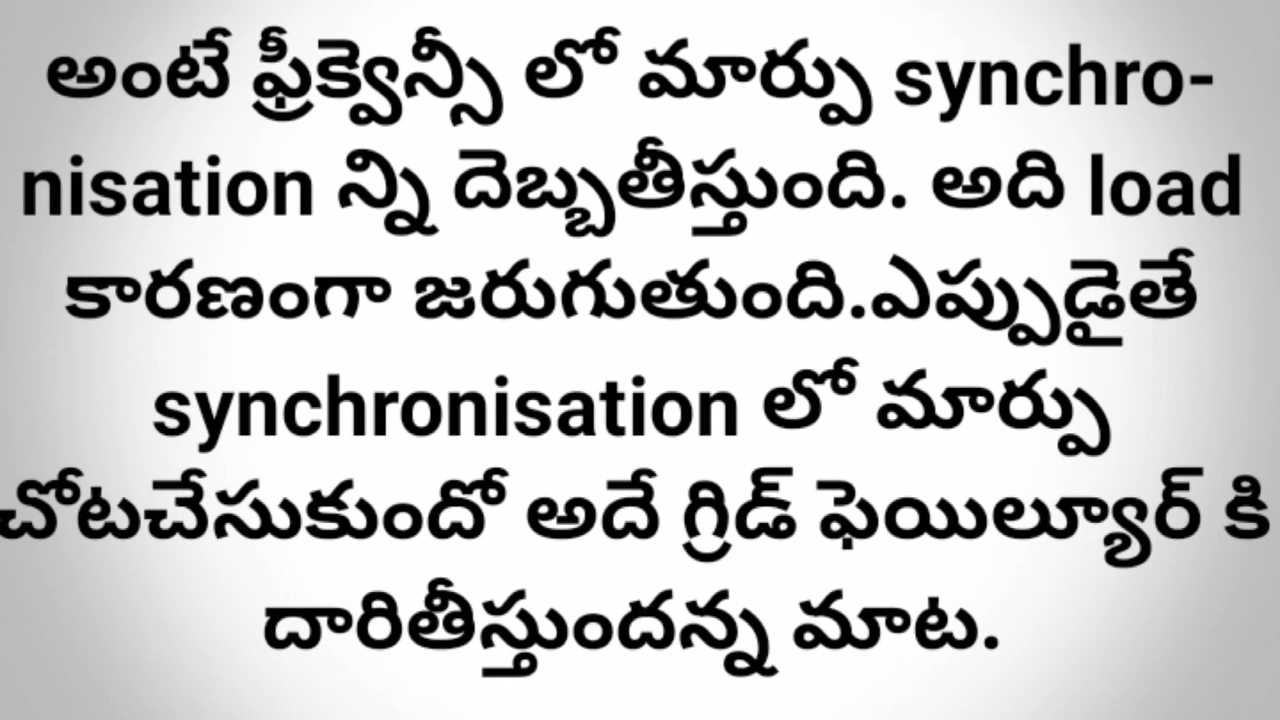 అంటే ఫ్రీక్వెన్సీ లో మార్పు synchro-
nisation న్ని దెబ్బతీస్తుంది. అది load
కారణంగా జరుగుతుంది.ఎప్పుడైతే
synchronisation లో మార్పు
చోటచేసుకుందో అదే గ్రిడ్ ఫెయిల్యూర్ కి
దారితీస్తుందన్న మాట.